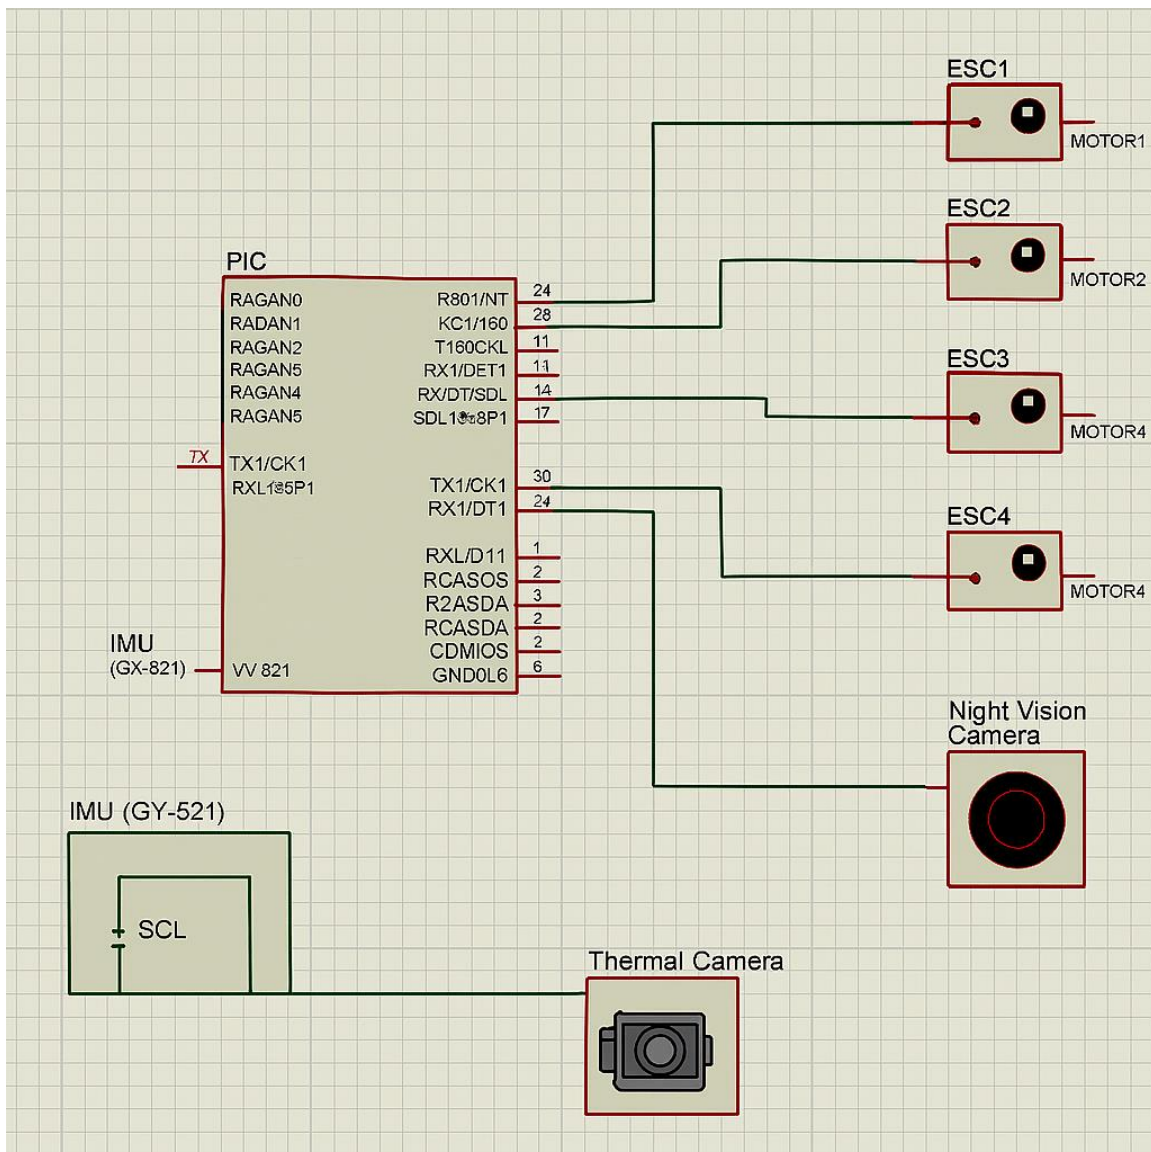 ESC1
MOTOR1
ESC2
MOTOR2
PIC
RAGAN0
RADAN1
RAGAN2
RAGAN5
RAGAN4
RAGAN5
TX
TX1/CK1
IMU
(GX-821)
VV 821
R801/NT 24
KC1/160 28
T160CKL 11
RX1/DET1 11
RX/DT/SDL 14
17
TX1/CK1 30
RX1/DT1 24
RXL/D11 1
RCASOS 2
R2ASDA 3
RCASDA 2
CDMIOS 2
GND0L6 6
ESC3
MOTOR4
ESC4
MOTOR4
Night Vision
Camera
IMU (GY-521)
SCL
Thermal Camera